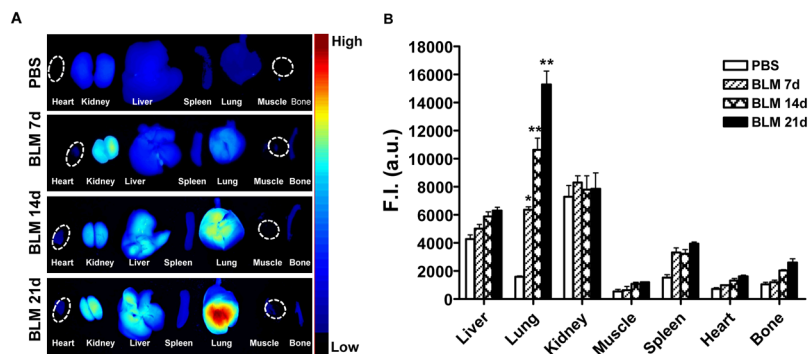 A
High
PBS
Heart Kidney Liver Spleen Lung Muscle Bone
BLM 7d
Heart Kidney Liver Spleen Lung Muscle Bone
BLM 14d
Heart Kidney Liver Spleen Lung Muscle Bone
BLM 21d
Heart Kidney Liver Spleen Lung Muscle Bone
Low
B
F.I. (a.u.)
18000
16000
14000
12000
10000
8000
6000
4000
2000
0
*
**
**
PBS
BLM 7d
BLM 14d
BLM 21d
Liver Lung Kidney Muscle Spleen Heart Bone